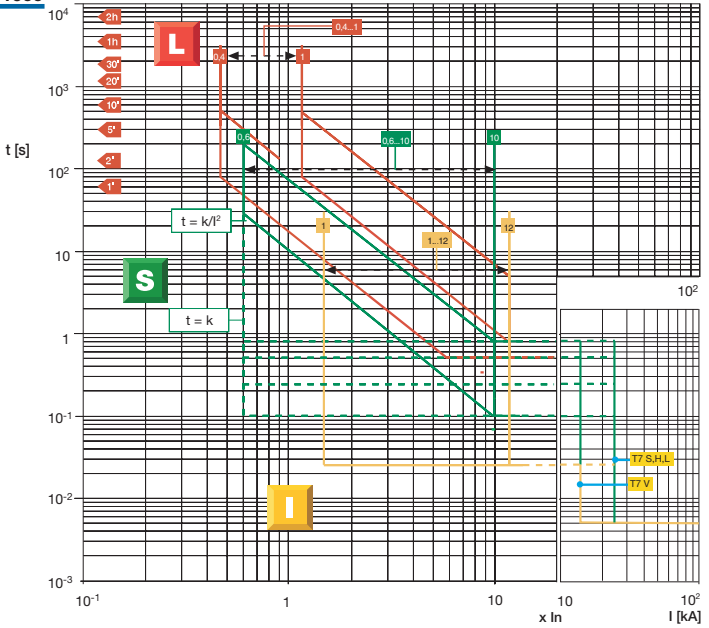 10⁴
2h
1h
30'
20'
10'
5'
2'
1'
L
0,4...1
0,4
1
10³
t [s]
0.6
0,6...10
10
10²
t = k/I²
1
1...12
12
10
S
10²
t = k
1
10⁻¹
T7 S,H,L
T7 V
10⁻²
I
10⁻³
10⁻¹
1
10
x In
10
10²
I [kA]